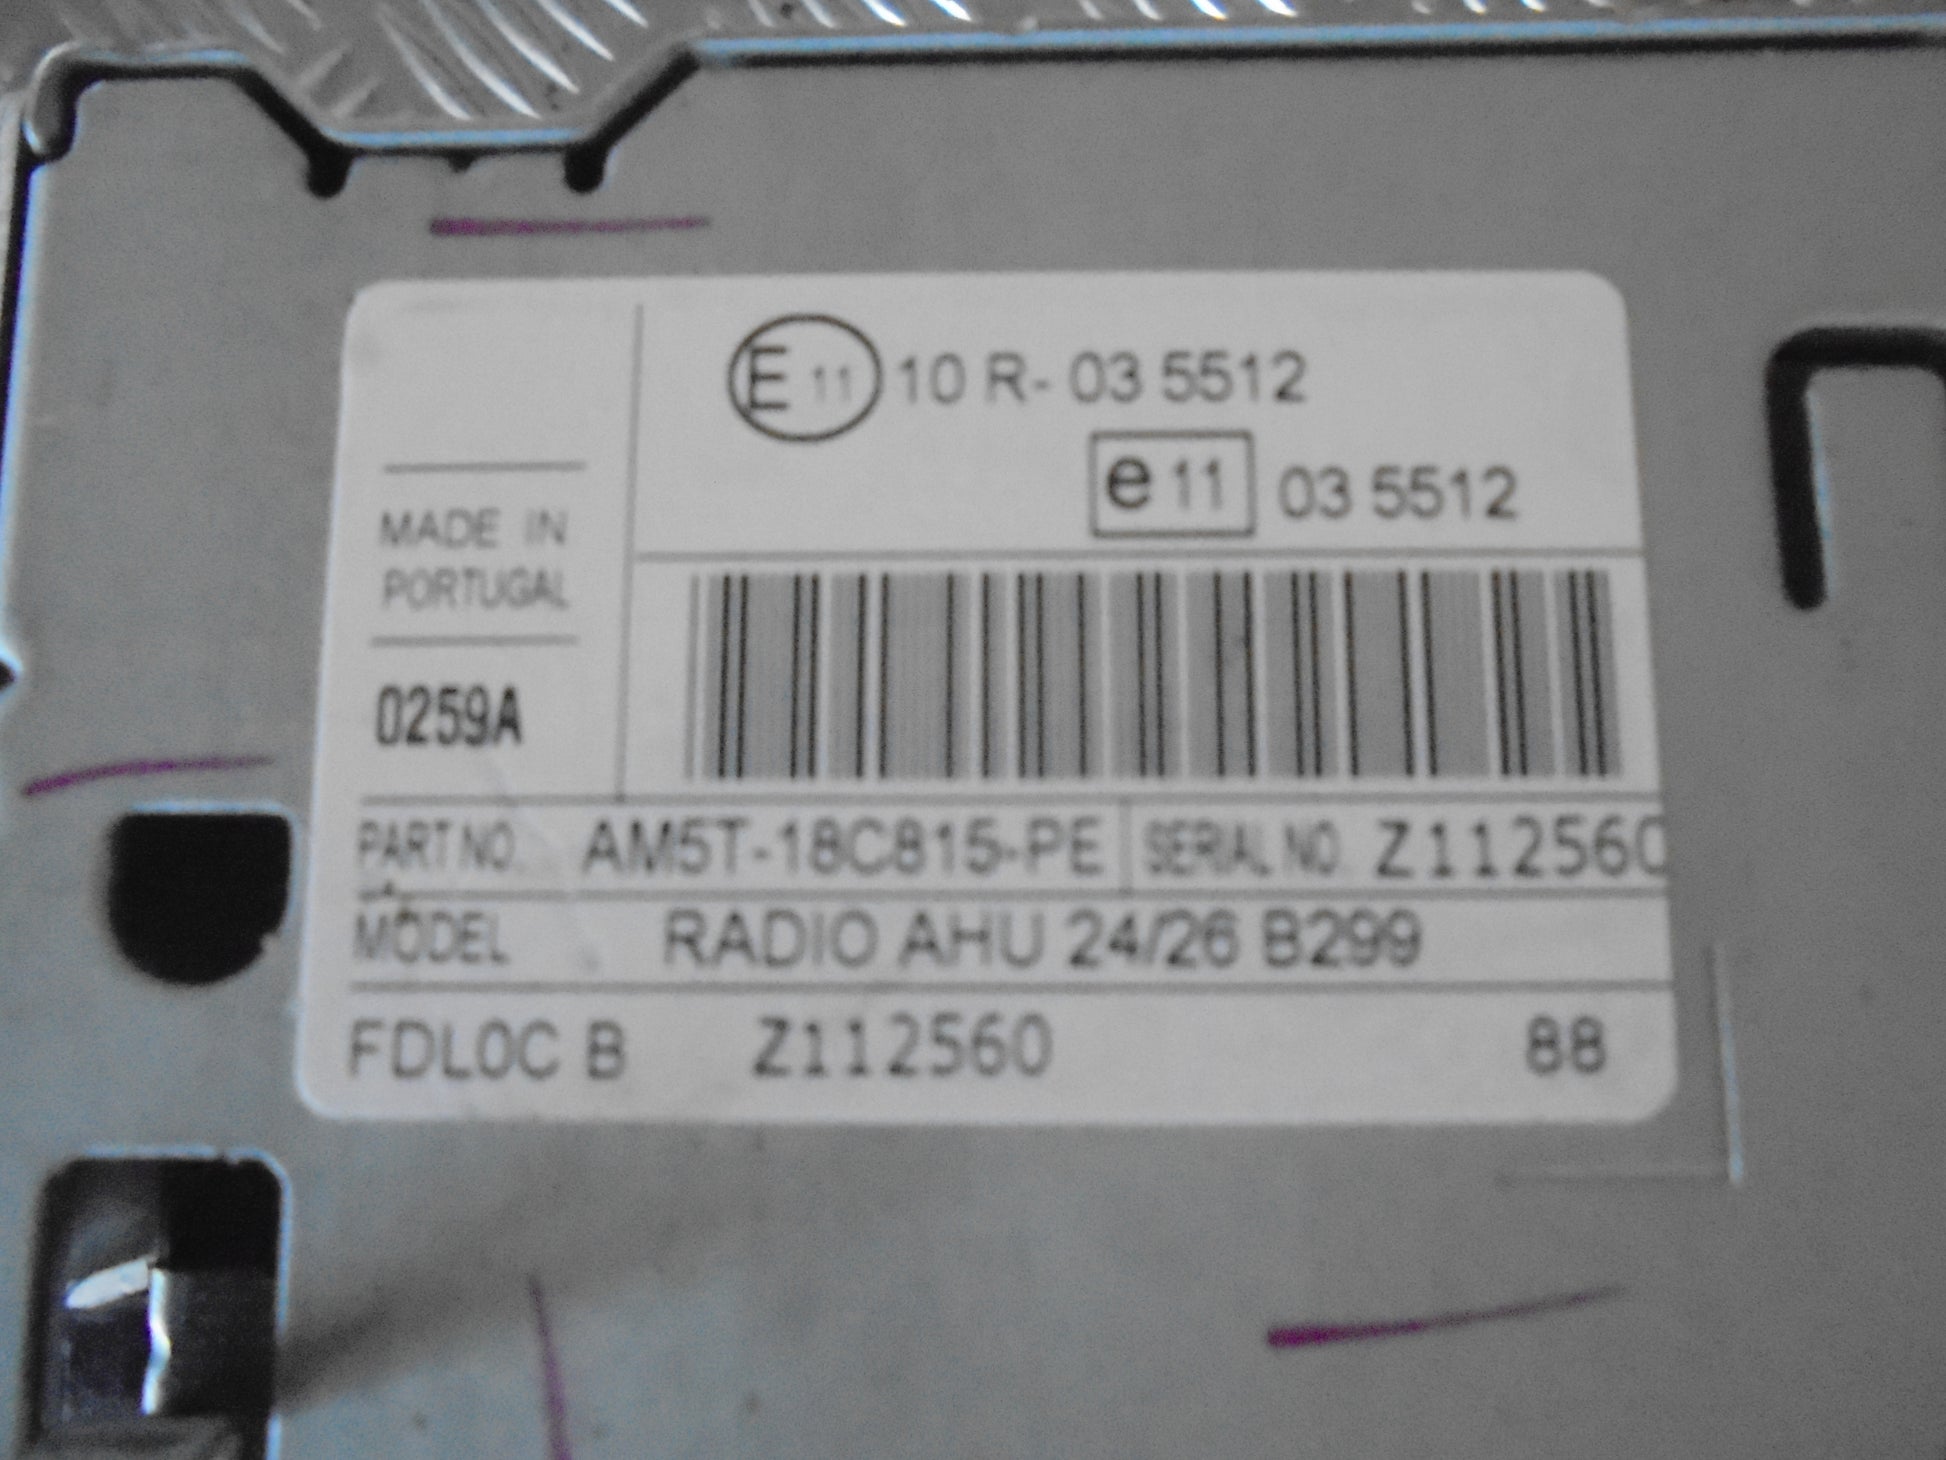 E 11 10 R- 03 5512
e 11 03 5512
MADE IN
PORTUGAL
0259A
PART NO. AM5T-18C815-PE SERIAL NO. Z112560
MODEL RADIO AHU 24/26 B299
FDLOC B Z112560 88